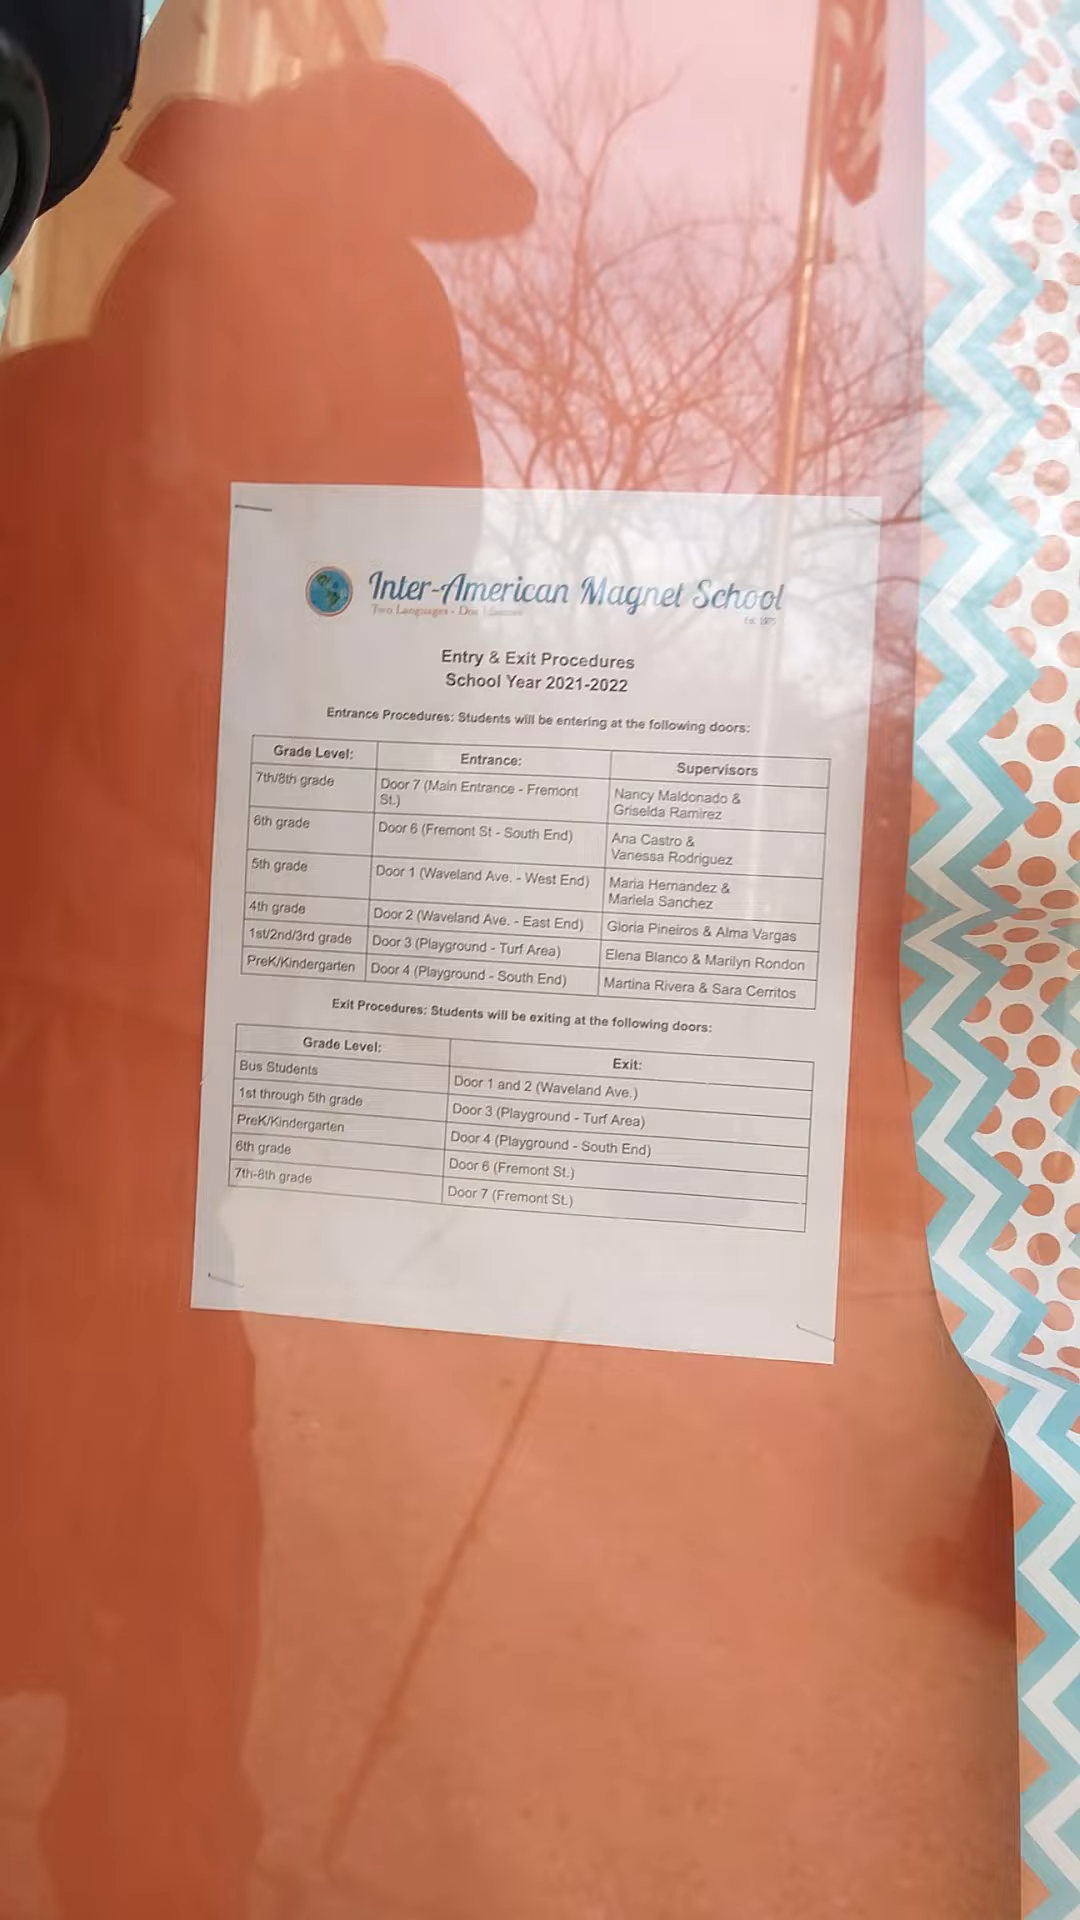 Inter-American Magnet School
Two Languages - Dos
Est. 1975
Entry & Exit Procedures
School Year 2021-2022
Entrance Procedures: Students will be entering at the following doors:
Grade Level: Entrance: Supervisors
7th/8th grade Door 7 (Main Entrance - Fremont St.) Nancy Maldonado & Griselda Ramirez
6th grade Door 6 (Fremont St - South End) Ana Castro & Vanessa Rodriguez
5th grade Door 1 (Waveland Ave. - West End) Maria Hernandez & Mariela Sanchez
4th grade Door 2 (Waveland Ave. - East End) Gloria Pineiros & Alma Vargas
1st/2nd/3rd grade Door 3 (Playground - Turf Area) Elena Blanco & Marilyn Rondon
PreK/Kindergarten Door 4 (Playground - South End) Martina Rivera & Sara Cerritos
Exit Procedures: Students will be exiting at the following doors:
Grade Level: Exit:
Bus Students Door 1 and 2 (Waveland Ave.)
1st through 5th grade Door 3 (Playground - Turf Area)
PreK/Kindergarten Door 4 (Playground - South End)
6th grade Door 6 (Fremont St.)
7th-8th grade Door 7 (Fremont St.)